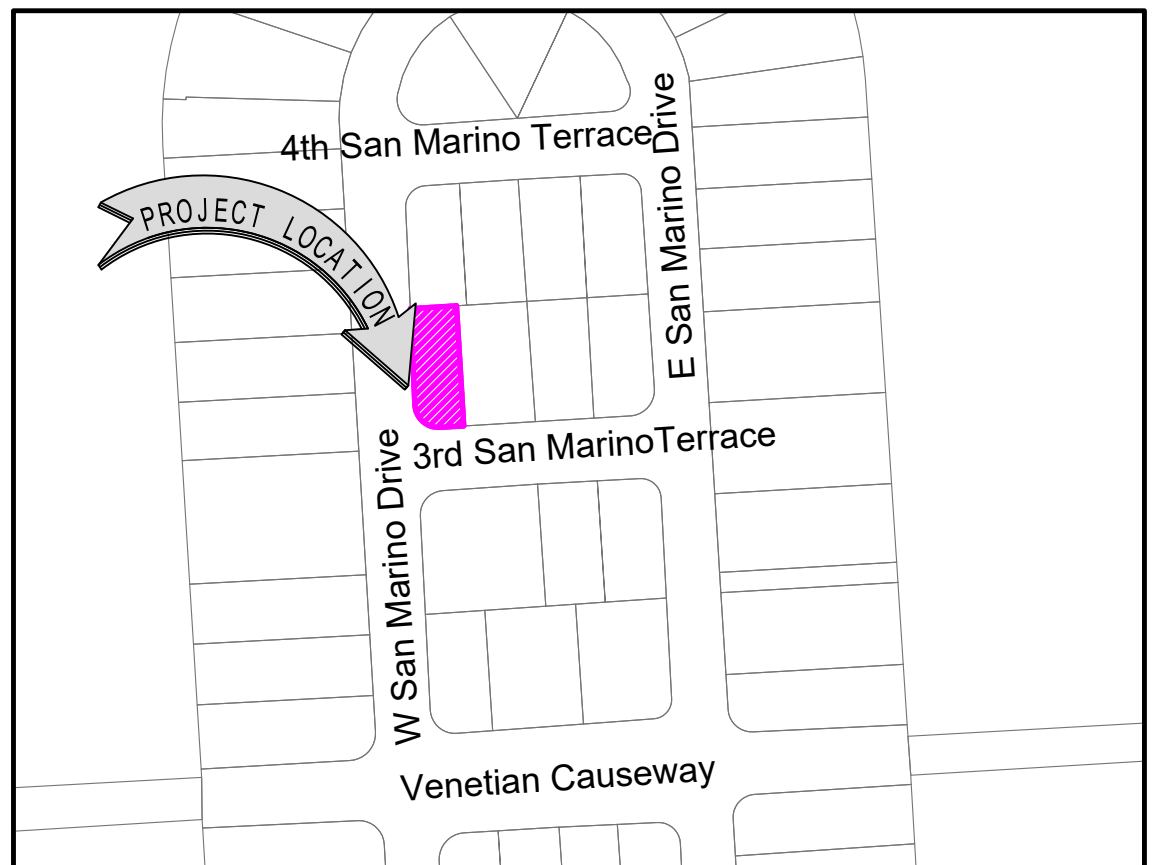 4th San Marino Terrace
E San Marino Drive
PROJECT LOCATION
3rd San MarinoTerrace
W San Marino Drive
Venetian Causeway